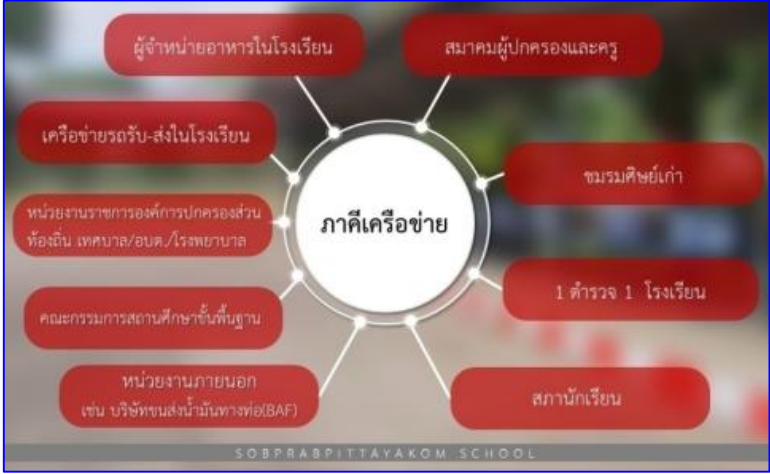 ผู้จำหน่ายอาหารในโรงเรียน
สมาคมผู้ปกครองและครู
เครือข่ายรถรับ-ส่งในโรงเรียน
ชมรมศิษย์เก่า
หน่วยงานราชการองค์การปกครองส่วน
ท้องถิ่น เทศบาล/อบต./โรงพยาบาล
ภาคีเครือข่าย
1 ตำรวจ 1 โรงเรียน
คณะกรรมการสถานศึกษาขั้นพื้นฐาน
หน่วยงานภายนอก
เช่น บริษัทขนส่งน้ำมันทางท่อ(BAF)
สภานักเรียน
SOBPRABPITTAYAKOM SCHOOL